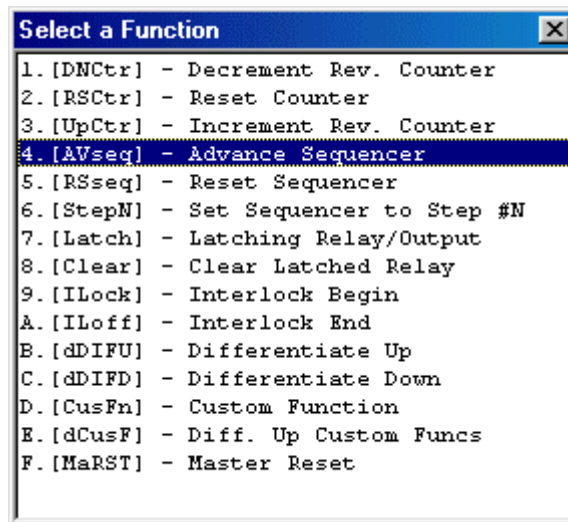 Select a Function
1.[DNCtr] - Decrement Rev. Counter
2.[RSCtr] - Reset Counter
3.[UpCtr] - Increment Rev. Counter
4.[AVseq] - Advance Sequencer
5.[RSseq] - Reset Sequencer
6.[StepN] - Set Sequencer to Step #N
7.[Latch] - Latching Relay/Output
8.[Clear] - Clear Latched Relay
9.[ILock] - Interlock Begin
A.[ILoff] - Interlock End
B.[dDIFU] - Differentiate Up
C.[dDIFD] - Differentiate Down
D.[CusFn] - Custom Function
E.[dCusF] - Diff. Up Custom Funcs
F.[MaRST] - Master Reset